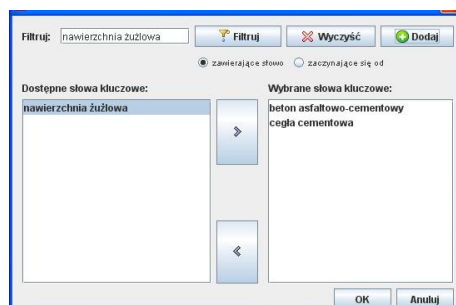 Filtruj: nawierzchnia żużlowa Filtruj Wyczyść Dodaj
zawierające słowo zaczynające się od
Dostępne słowa kluczowe: Wybrane słowa kluczowe:
nawierzchnia żużlowa beton asfaltowo-cementowy
cegła cementowa
OK Anuluj